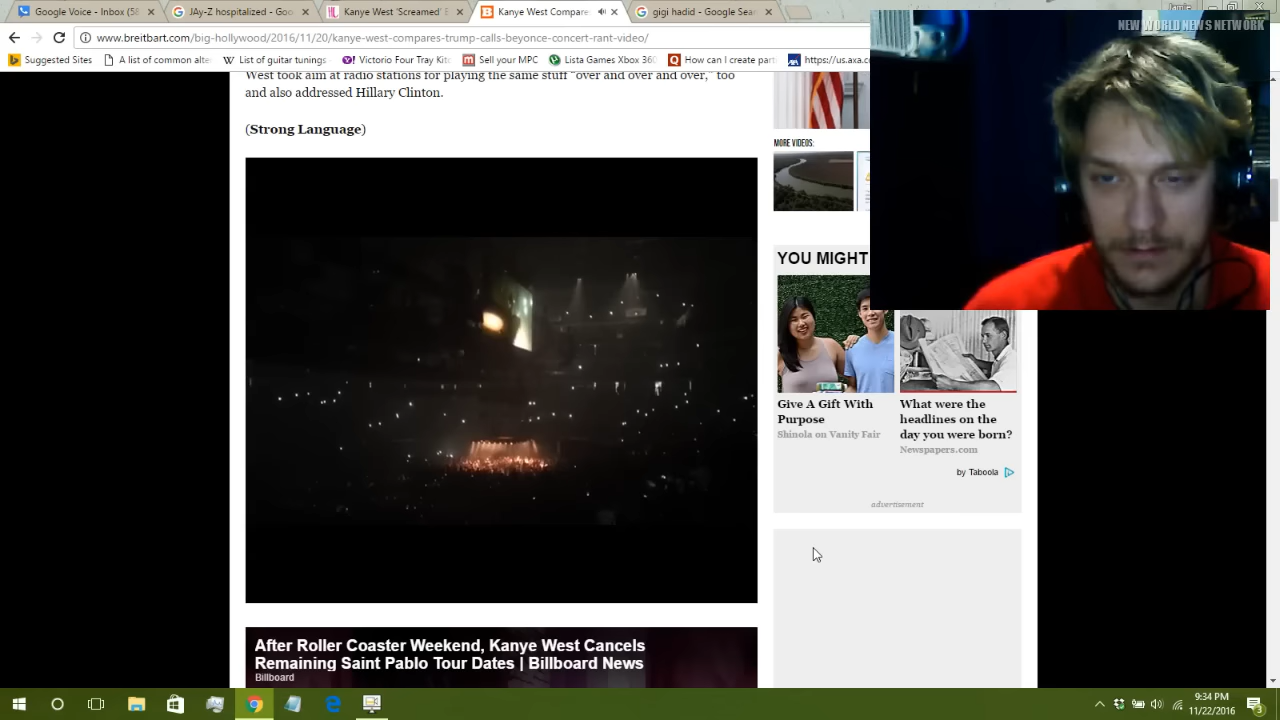 Google Voice - Inbox (58
JAy-Z hospitalized - Goo
Kanye West 'Screamed' E
Kanye West Compare
gigi hadid - Google Sear
NEW WORLD NEWS NETWORK
www.breitbart.com/big-hollywood/2016/11/20/kanye-west-compares-trump-calls-beyonce-concert-rant-video/
Suggested Sites
A list of common alter
List of guitar tunings
Victorio Four Tray Kit
Sell your MPC
Lista Games Xbox 360
How can I create parti
https://us.axa.co
West took aim at radio stations for playing the same stuff "over and over and over," too
and also addressed Hillary Clinton.
(Strong Language)
MORE VIDEOS:
YOU MIGHT
Give A Gift With
Purpose
Shinola on Vanity Fair
What were the
headlines on the
day you were born?
Newspapers.com
by Taboola
advertisement
After Roller Coaster Weekend, Kanye West Cancels
Remaining Saint Pablo Tour Dates | Billboard News
Billboard
9:34 PM
11/22/2016